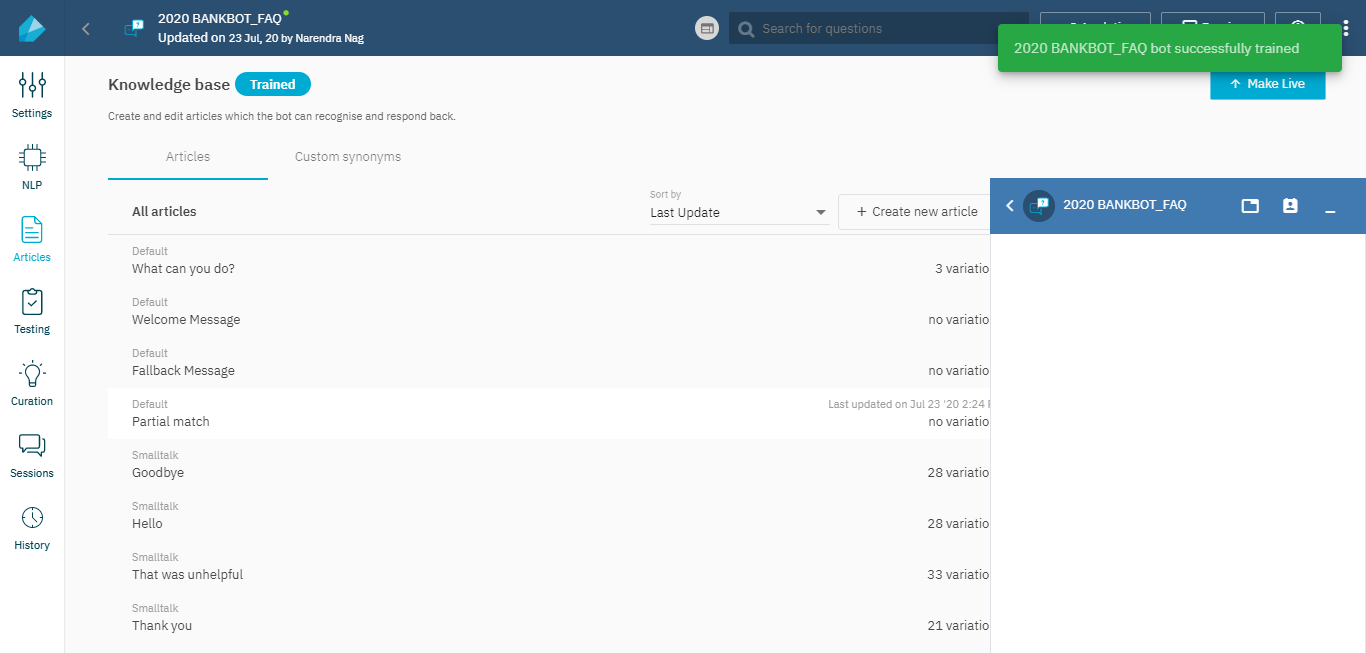 2020 BANKBOT_FAQ
Updated on 23 Jul, 20 by Narendra Nag
Search for questions
2020 BANKBOT_FAQ bot successfully trained
Settings
NLP
Articles
Testing
Curation
Sessions
History
Knowledge base Trained
Make Live
Create and edit articles which the bot can recognise and respond back.
Articles Custom synonyms
All articles
Sort by
Last Update
+ Create new article
Default
What can you do? 3 variatio
Default
Welcome Message no variatio
Default
Fallback Message no variatio
Default Last updated on Jul 23 '20 2:24
Partial match no variatio
Smalltalk
Goodbye 28 variatio
Smalltalk
Hello 28 variatio
Smalltalk
That was unhelpful 33 variatio
Smalltalk
Thank you 21 variatio
2020 BANKBOT_FAQ